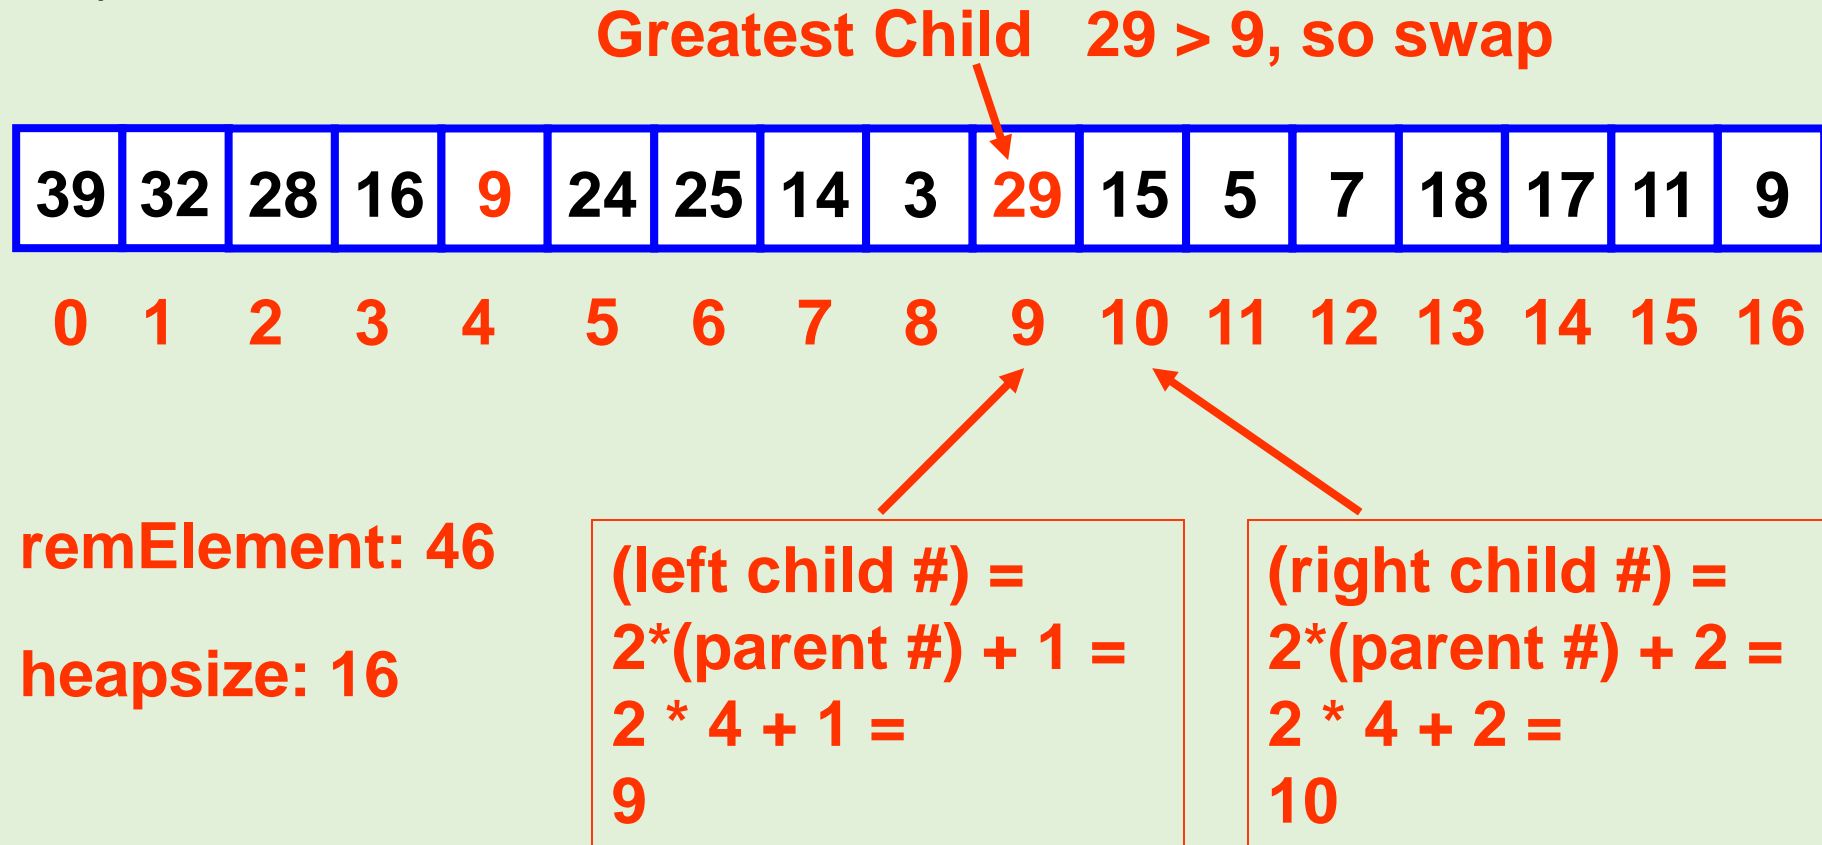 Greatest Child 29 > 9, so swap
39 32 28 16 9 24 25 14 3 29 15 5 7 18 17 11 9
0 1 2 3 4 5 6 7 8 9 10 11 12 13 14 15 16
remElement: 46
heapsize: 16
(left child #) =
2*(parent #) + 1 =
2 * 4 + 1 =
9
(right child #) =
2*(parent #) + 2 =
2 * 4 + 2 =
10